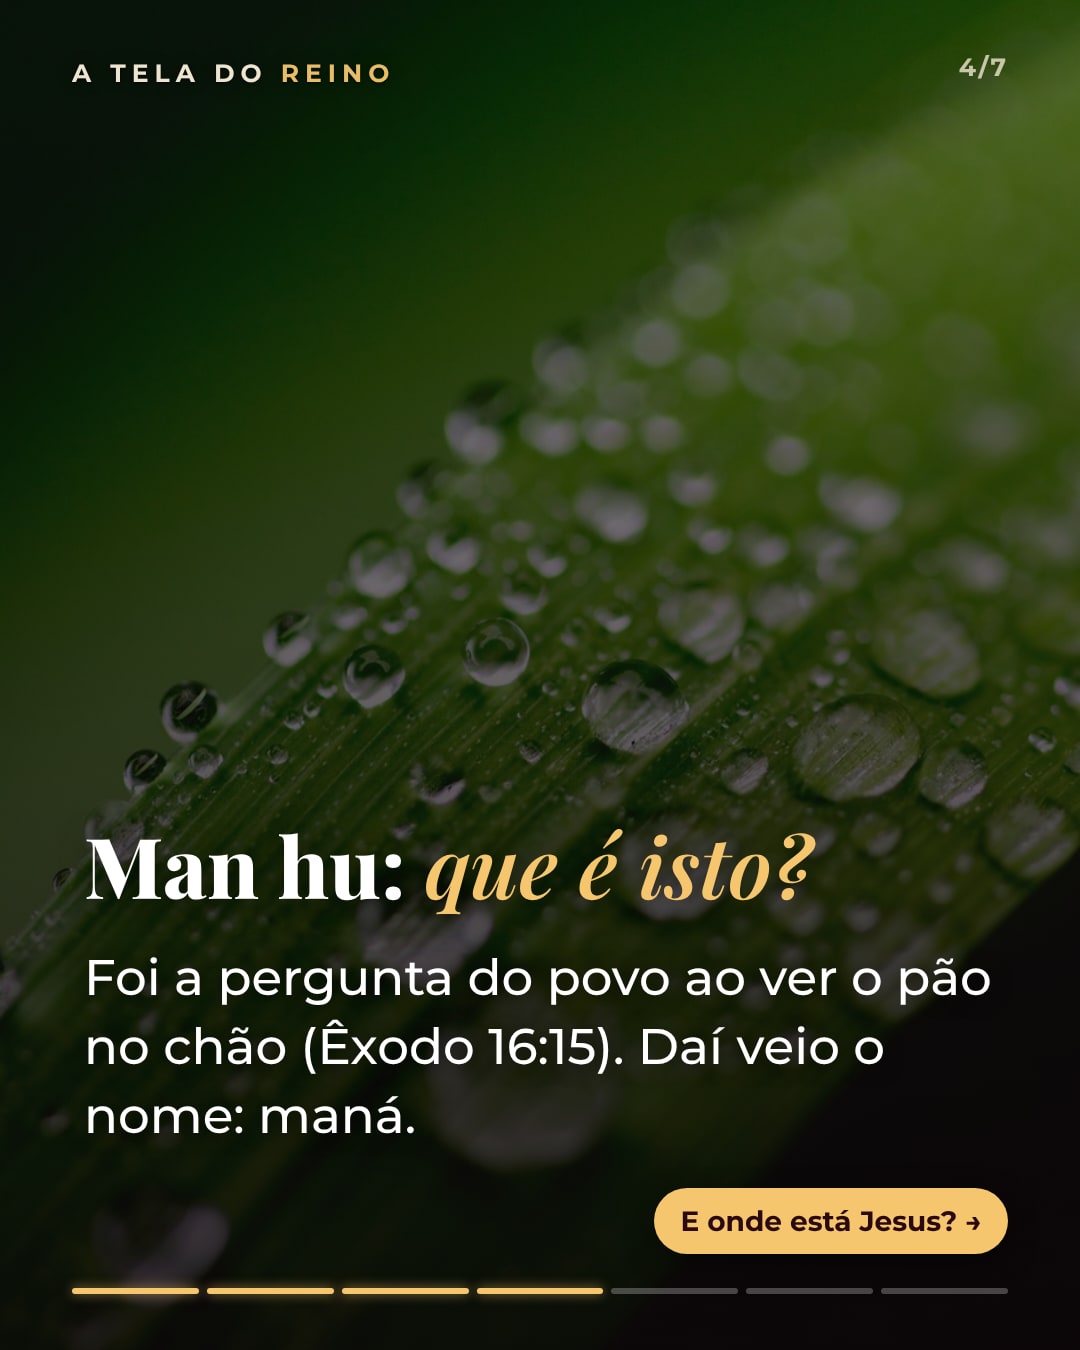 A TELA DO REINO
4/7
Man hu: que é isto?
Foi a pergunta do povo ao ver o pão
no chão (Êxodo 16:15). Daí veio o
nome: maná.
E onde está Jesus? →